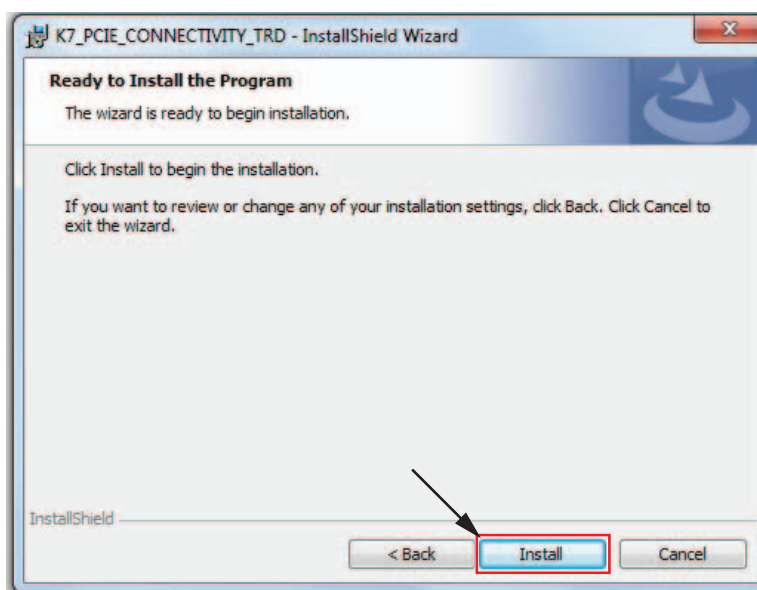 K7_PCIE_CONNECTIVITY_TRD - InstallShield Wizard
Ready to Install the Program
The wizard is ready to begin installation.
Click Install to begin the installation.
If you want to review or change any of your installation settings, click Back. Click Cancel to
exit the wizard.
InstallShield
< Back Install Cancel